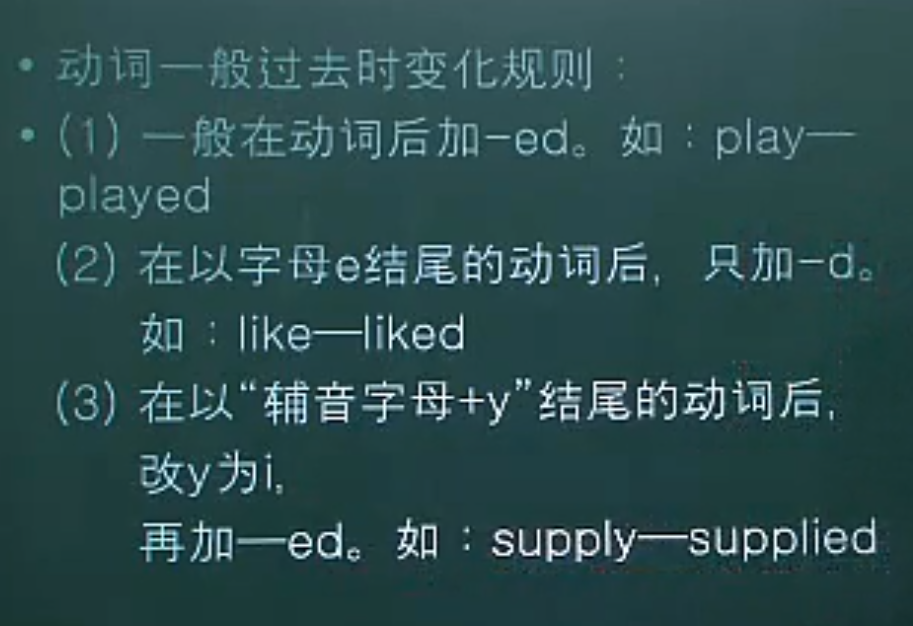 • 动词一般过去时变化规则：
• (1) 一般在动词后加-ed。如：play—
played
(2) 在以字母e结尾的动词后，只加-d。
如：like—liked
(3) 在以“辅音字母+y”结尾的动词后，
改y为i，
再加—ed。如：supply—supplied